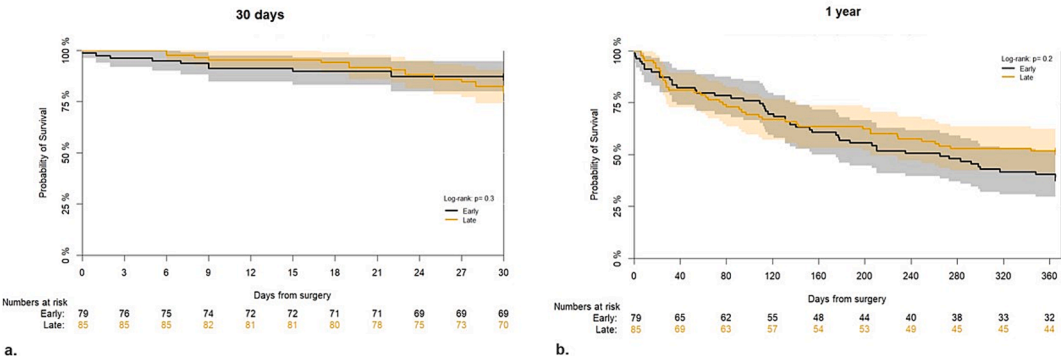 30 days
100 %
75 %
50 %
25 %
0 %
Probability of Survival
Log-rank: p= 0.3
Early
Late
0 3 6 9 12 15 18 21 24 27 30
Days from surgery
Numbers at risk
Early: 79 76 75 74 72 72 71 71 69 69 69
Late: 85 85 85 82 81 81 80 78 75 73 70
a.
1 year
100 %
75 %
50 %
25 %
0 %
Probability of Survival
Log-rank: p= 0.2
Early
Late
0 40 80 120 160 200 240 280 320 360
Days from surgery
Numbers at risk
Early: 79 65 62 55 48 44 40 38 33 32
Late: 85 69 63 57 54 53 49 45 45 44
b.